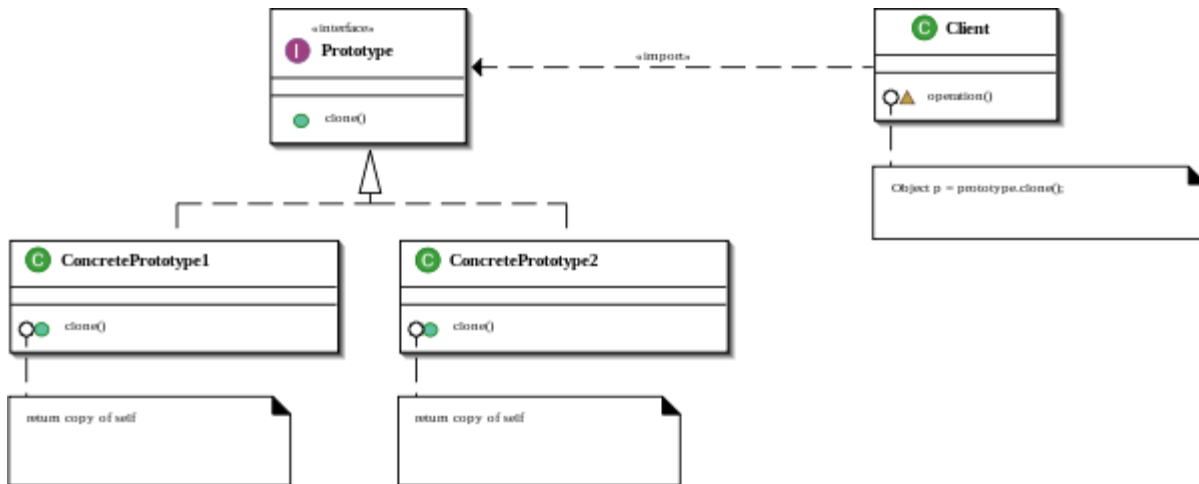 «interface»
I Prototype
clone()
«import»
C Client
operation()
Object p = prototype.clone();
C ConcretePrototype1
clone()
return copy of self
C ConcretePrototype2
clone()
return copy of self